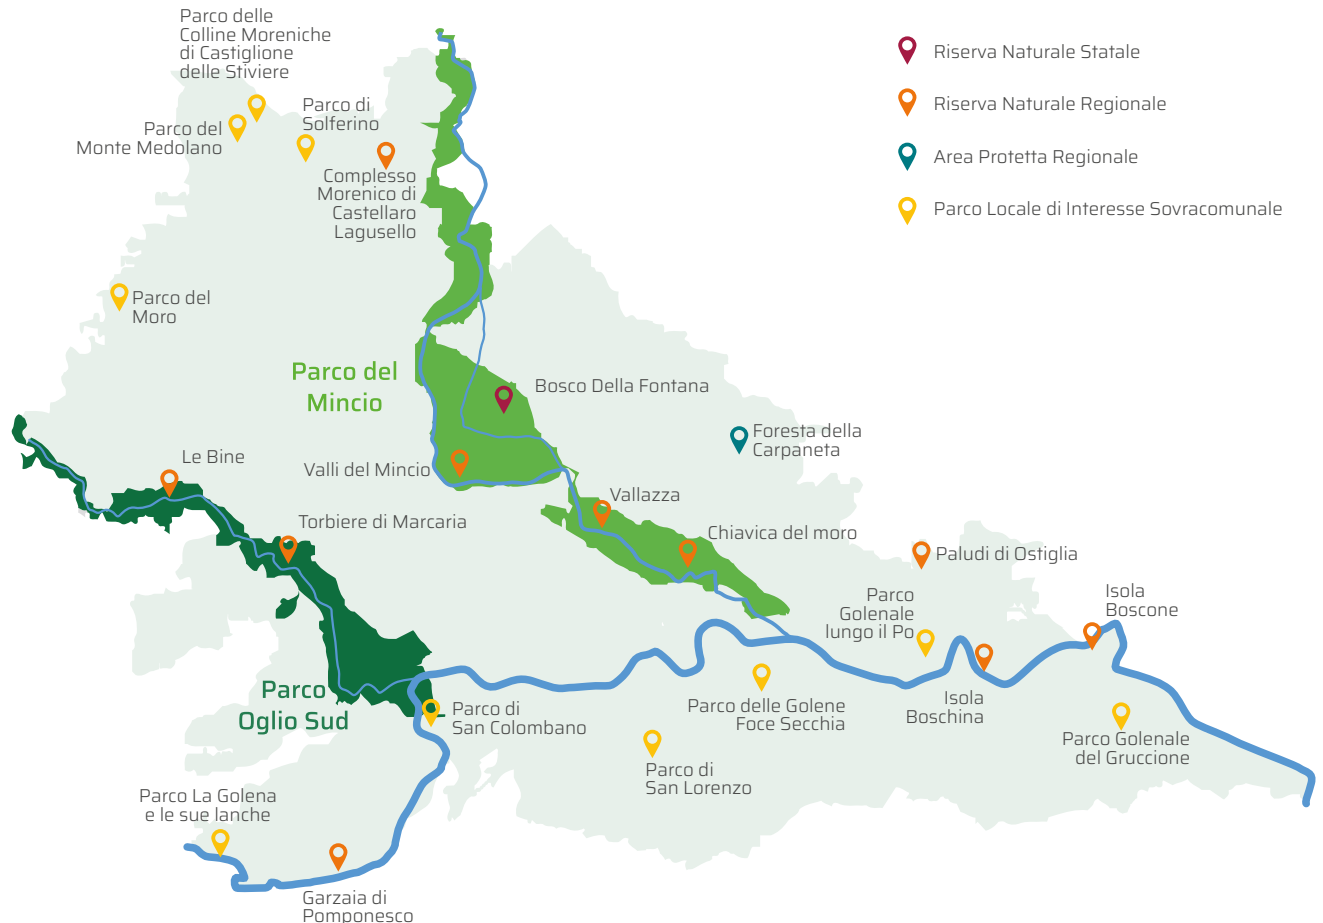 Parco delle
Colline Moreniche
di Castiglione
delle Stiviere
Riserva Naturale Statale
Riserva Naturale Regionale
Area Protetta Regionale
Parco Locale di Interesse Sovracomunale
Parco di
Solferino
Parco del
Monte Medolano
Complesso
Morenico di
Castellaro
Lagusello
Parco del
Moro
Parco del
Mincio
Bosco Della Fontana
Foresta della
Carpaneta
Le Bine
Valli del Mincio
Vallazza
Torbiere di Marcaria
Chiavica del moro
Paludi di Ostiglia
Parco
Golenale
lungo il Po
Isola
Boscone
Parco
Oglio Sud
Parco di
San Colombano
Parco delle Golene
Foce Secchia
Isola
Boschina
Parco Golenale
del Gruccione
Parco di
San Lorenzo
Parco La Golena
e le sue lanche
Garzaia di
Pomponesco